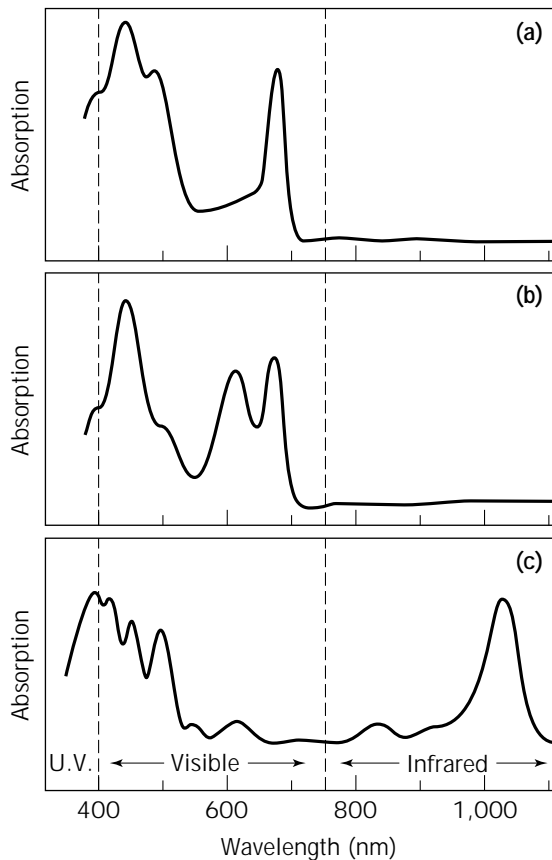 (a)
Absorption
(b)
Absorption
(c)
Absorption
U.V.
Visible
Infrared
400
600
800
1,000
Wavelength (nm)